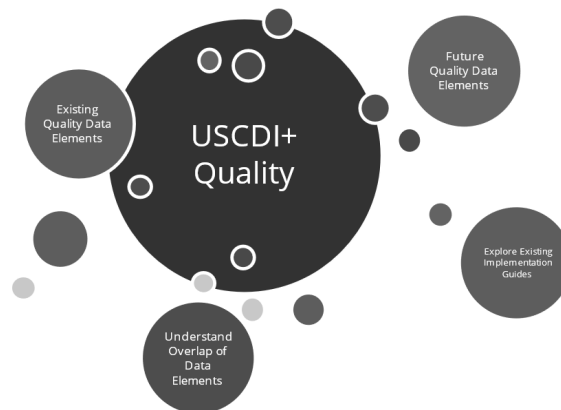 USCDI+
Quality
Existing
Quality Data
Elements
Future
Quality Data
Elements
Explore Existing
Implementation
Guides
Understand
Overlap of
Data
Elements